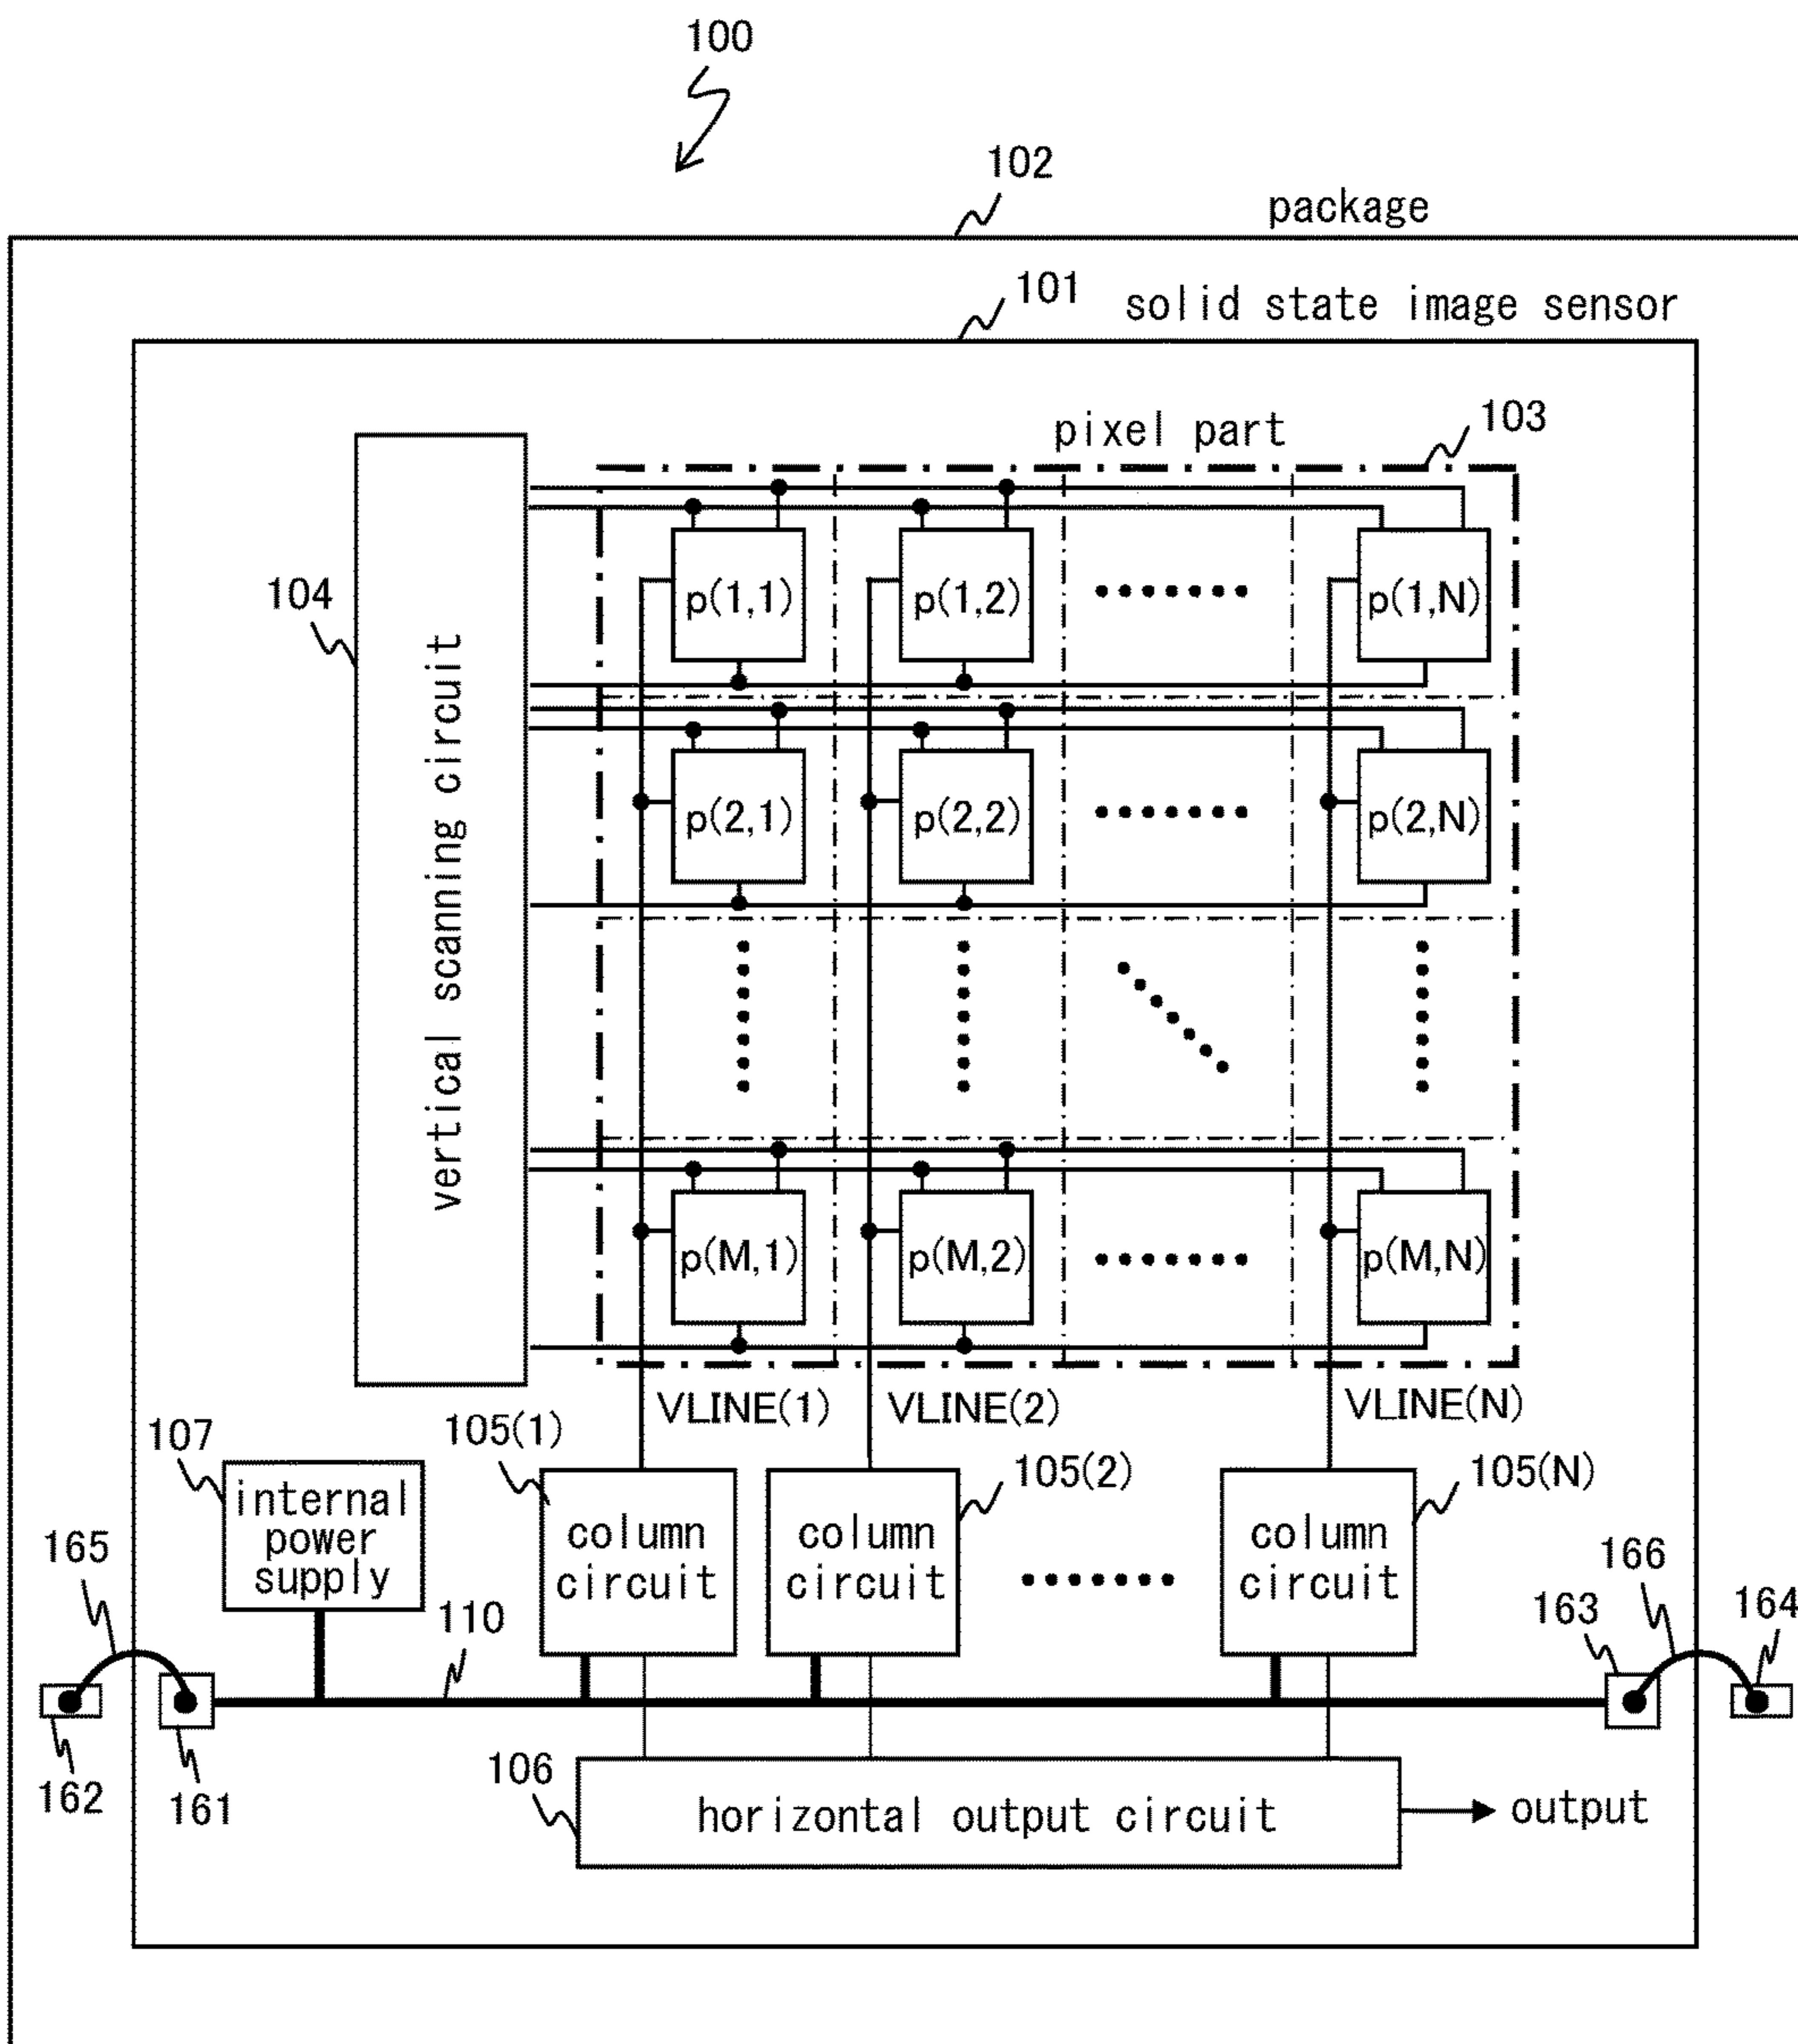 100
102
package
101
solid state image sensor
pixel part
103
104
vertical scanning circuit
p(1,1)
p(1,2)
p(1,N)
p(2,1)
p(2,2)
p(2,N)
p(M,1)
p(M,2)
p(M,N)
VLINE(1)
VLINE(2)
VLINE(N)
107
105(1)
105(2)
105(N)
internal
power
supply
column
circuit
column
circuit
column
circuit
165
110
163
166
164
162
161
106
horizontal output circuit
output